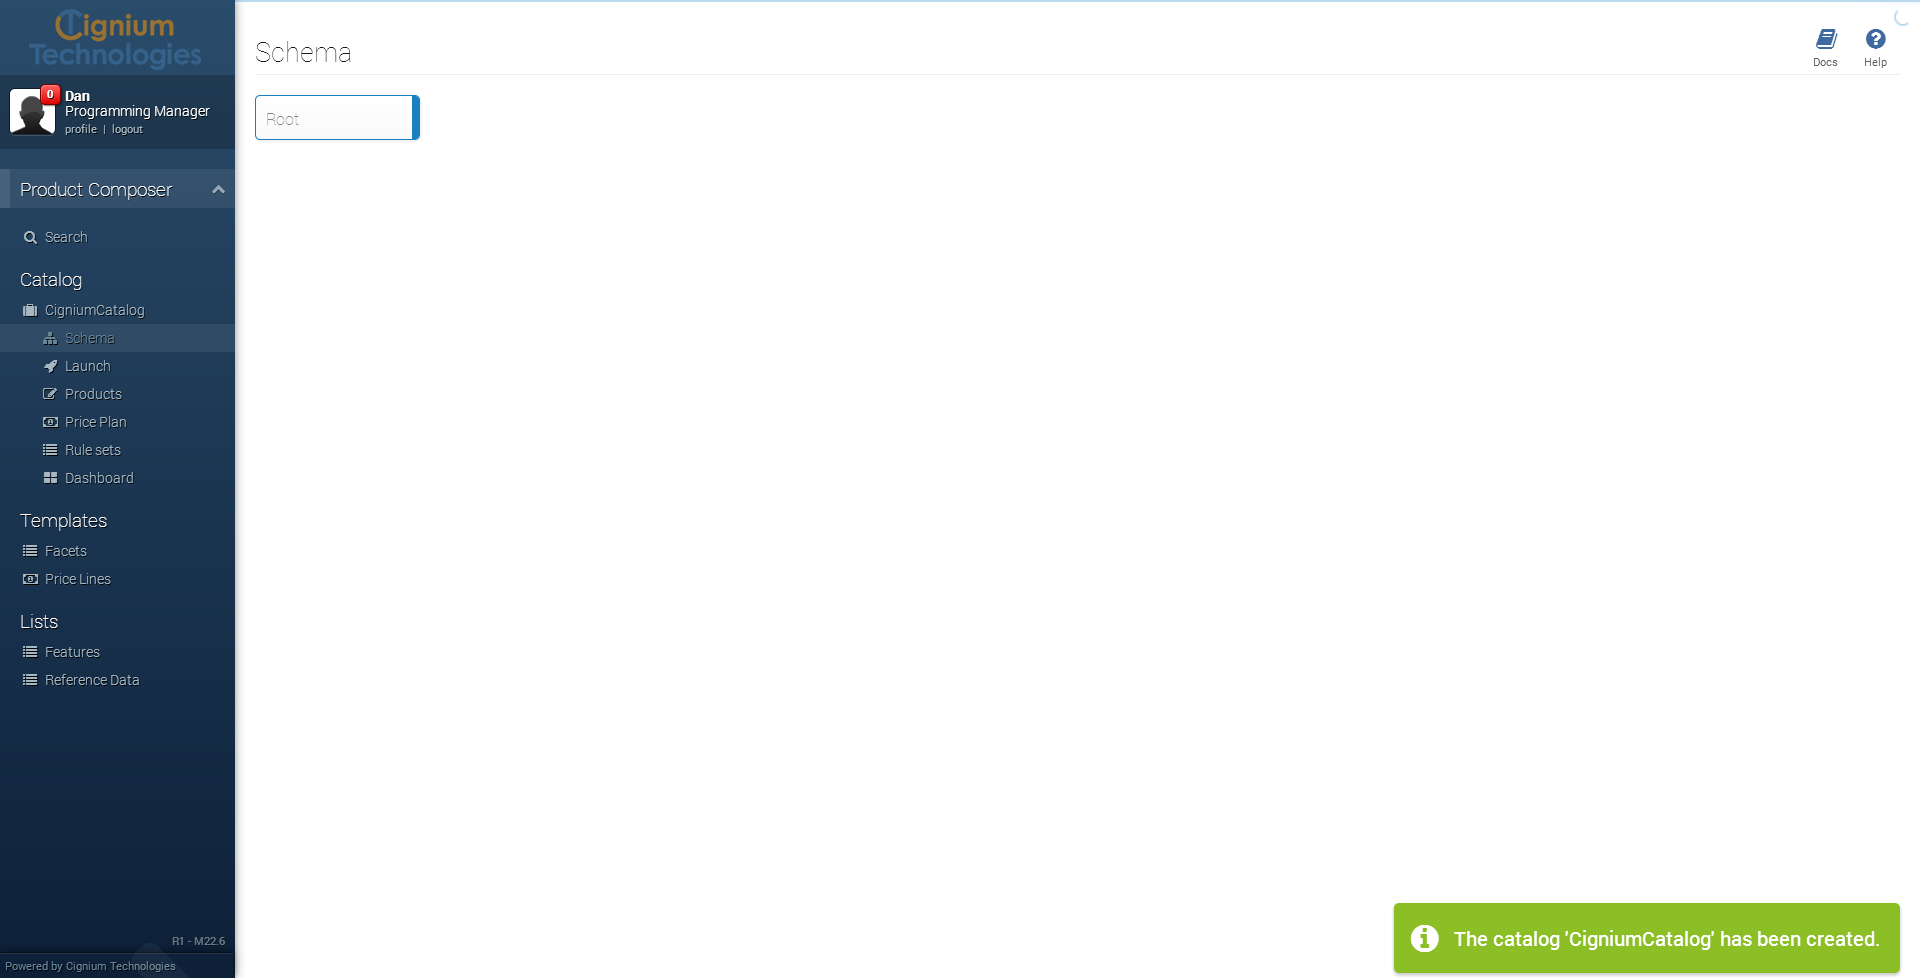 Cignium
Technologies
0
Dan
Programming Manager
profile | logout
Product Composer
Search
Catalog
CigniumCatalog
Schema
Launch
Products
Price Plan
Rule sets
Dashboard
Templates
Facets
Price Lines
Lists
Features
Reference Data
R1 - M22.6
Powered by Cignium Technologies
Schema
Docs
Help
Root
The catalog 'CigniumCatalog' has been created.